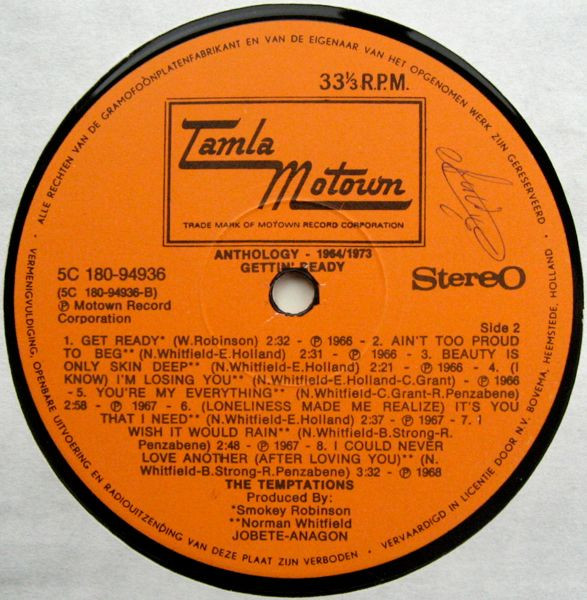 ALLE RECHTEN VAN DE GRAMOFOONPLATENFABRIKANT EN VAN DE EIGENAAR VAN HET OPGENOMEN WERK ZIJN GERESERVEERD
33⅓ R.P.M.
Tamla
Motown
TRADE MARK OF MOTOWN RECORD CORPORATION
ANTHOLOGY - 1964/1973
GETTIN' READY
5C 180-94936
(5C 180-94936-B)
Ⓟ Motown Record
Corporation
Stereo
Side 2
1. GET READY* (W.Robinson) 2:32 - Ⓟ 1966 - 2. AIN'T TOO PROUD
TO BEG** (N.Whitfield-E.Holland) 2:31 - Ⓟ 1966 - 3. BEAUTY IS
ONLY SKIN DEEP** (N.Whitfield-E.Holland) 2:21 - Ⓟ 1966 - 4. (I
KNOW) I'M LOSING YOU** (N.Whitfield-E.Holland-C.Grant) - Ⓟ 1966
- 5. YOU'RE MY EVERYTHING** (N.Whitfield-C.Grant-R.Penzabene)
2:58 - Ⓟ 1967 - 6. (LONELINESS MADE ME REALIZE) IT'S YOU
THAT I NEED** (N.Whitfield-E.Holland) 2:37 - Ⓟ 1967 - 7. I
WISH IT WOULD RAIN** (N.Whitfield-B.Strong-R.
Penzabene) 2:48 - Ⓟ 1967 - 8. I COULD NEVER
LOVE ANOTHER (AFTER LOVING YOU)** (N.
Whitfield-B.Strong-R.Penzabene) 3:32 - Ⓟ 1968
THE TEMPTATIONS
Produced By:
*Smokey Robinson
**Norman Whitfield
JOBETE-ANAGON
VERMENIGVULDIGING, OPENBARE UITVOERING EN RADIOUITZENDING VAN DEZE PLAAT ZIJN VERBODEN • VERVAARDIGD IN LICENTIE DOOR N.V. BOVEMA, HEEMSTEDE, HOLLAND